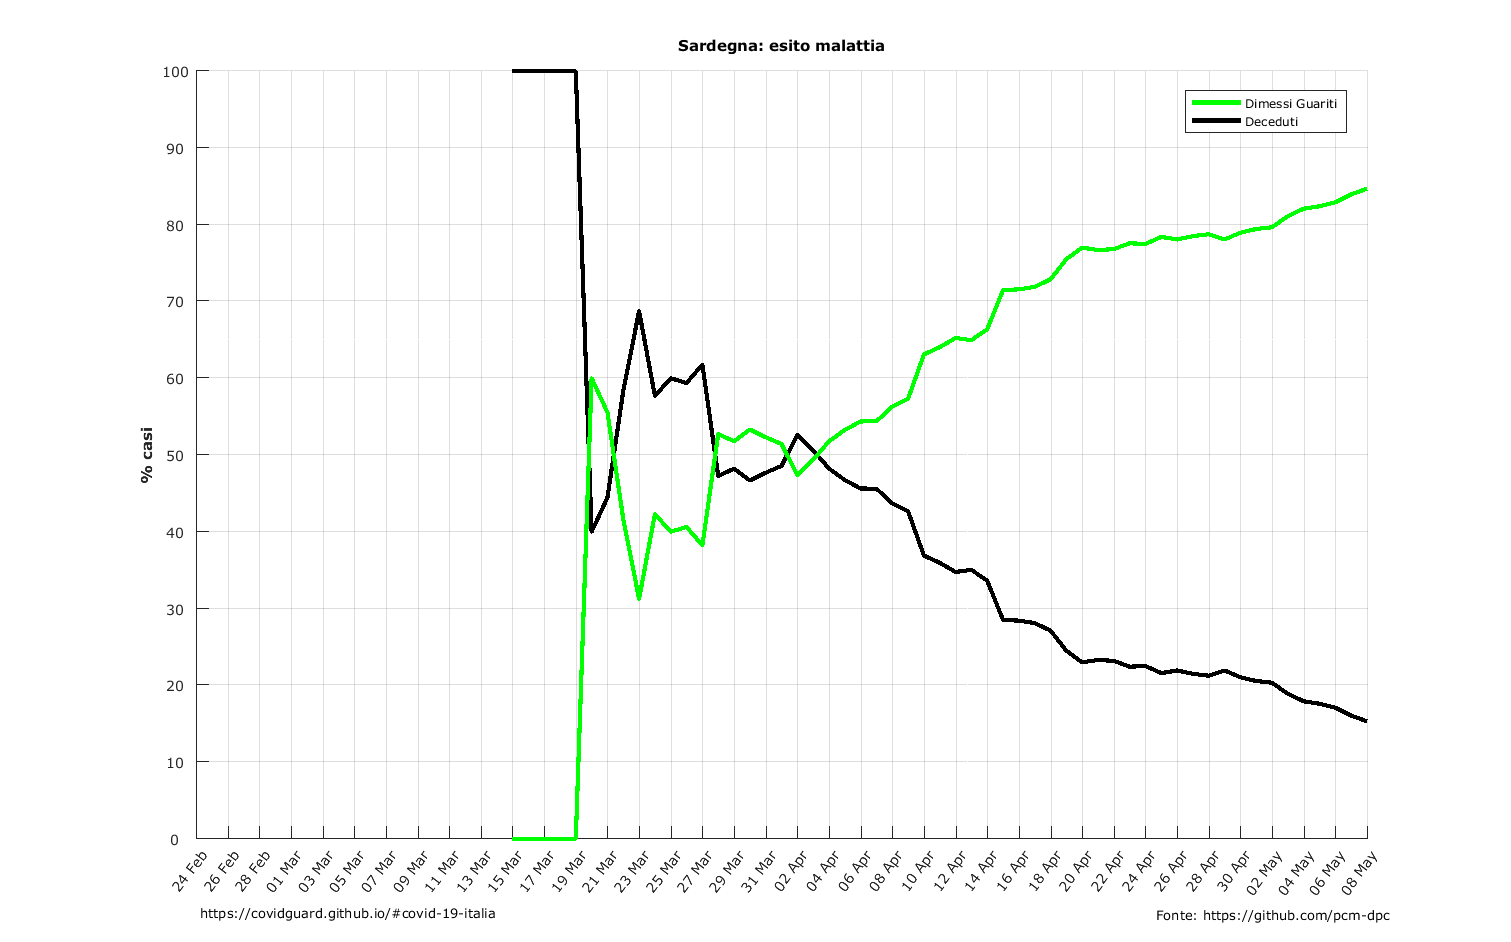 Sardegna: esito malattia
Dimessi Guariti
Deceduti
% casi
100
90
80
70
60
50
40
30
20
10
0
24 Feb
26 Feb
28 Feb
01 Mar
03 Mar
05 Mar
07 Mar
09 Mar
11 Mar
13 Mar
15 Mar
17 Mar
19 Mar
21 Mar
23 Mar
25 Mar
27 Mar
29 Mar
31 Mar
02 Apr
04 Apr
06 Apr
08 Apr
10 Apr
12 Apr
14 Apr
16 Apr
18 Apr
20 Apr
22 Apr
24 Apr
26 Apr
28 Apr
30 Apr
02 May
04 May
06 May
08 May
https://covidguard.github.io/#covid-19-italia
Fonte: https://github.com/pcm-dpc